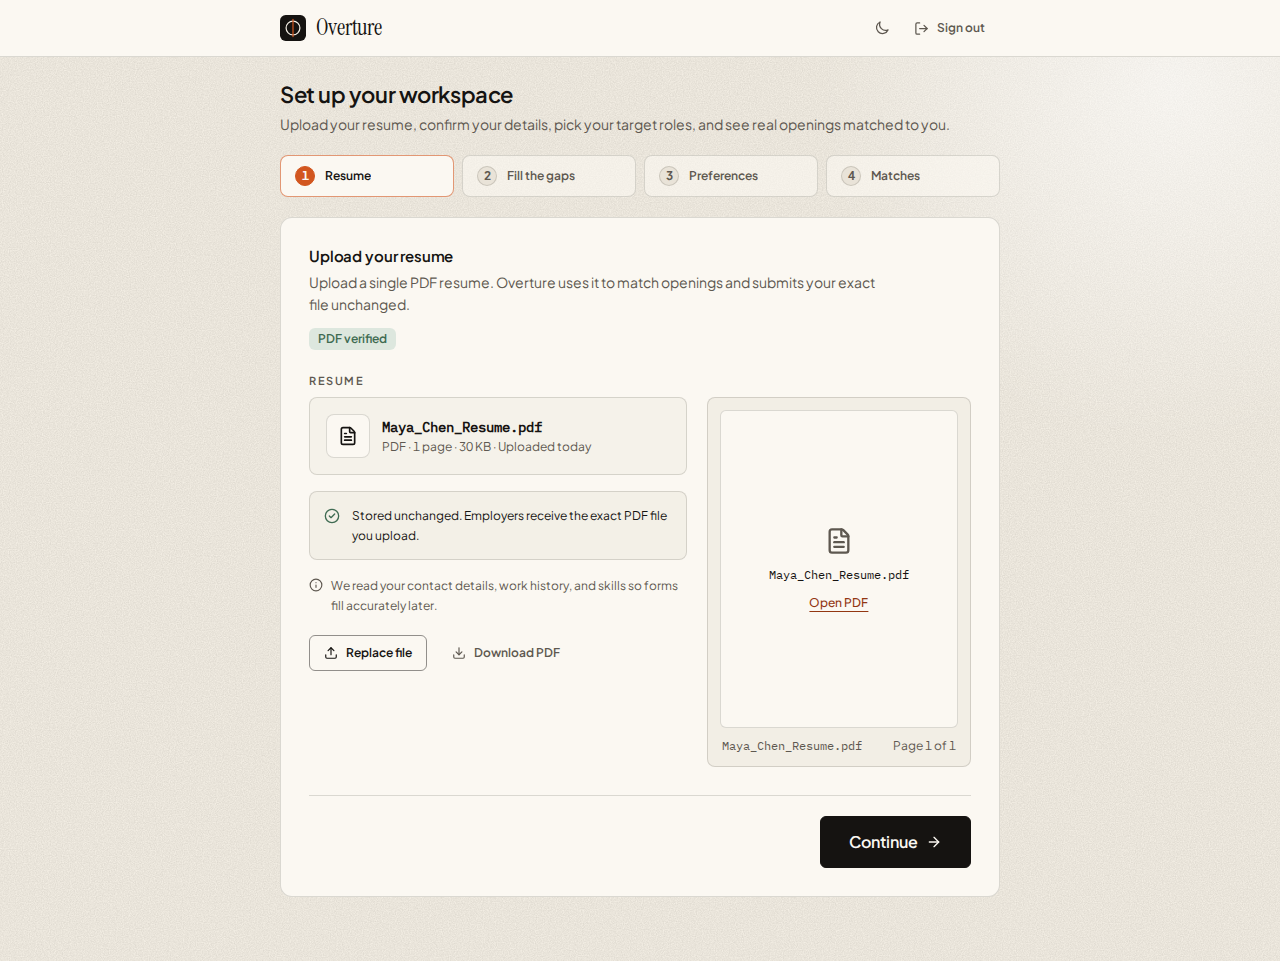 Overture
Sign out
Set up your workspace
Upload your resume, confirm your details, pick your target roles, and see real openings matched to you.
1 Resume
2 Fill the gaps
3 Preferences
4 Matches
Upload your resume
Upload a single PDF resume. Overture uses it to match openings and submits your exact
file unchanged.
PDF verified
RESUME
Maya_Chen_Resume.pdf
PDF · 1 page · 30 KB · Uploaded today
Stored unchanged. Employers receive the exact PDF file
you upload.
We read your contact details, work history, and skills so forms
fill accurately later.
Replace file
Download PDF
Maya_Chen_Resume.pdf
Open PDF
Maya_Chen_Resume.pdf
Page 1 of 1
Continue